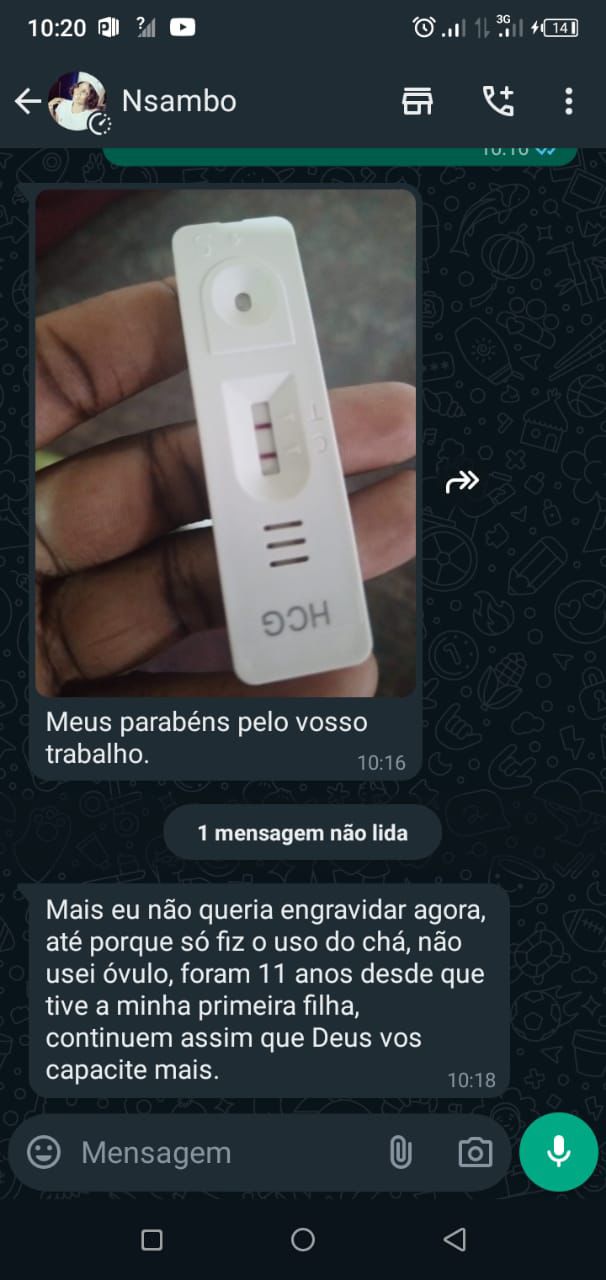 10:20
3G
14
Nsambo
10:16
T
C
HCG
Meus parabéns pelo vosso
trabalho.
10:16
1 mensagem não lida
Mais eu não queria engravidar agora,
até porque só fiz o uso do chá, não
usei óvulo, foram 11 anos desde que
tive a minha primeira filha,
continuem assim que Deus vos
capacite mais.
10:18
Mensagem